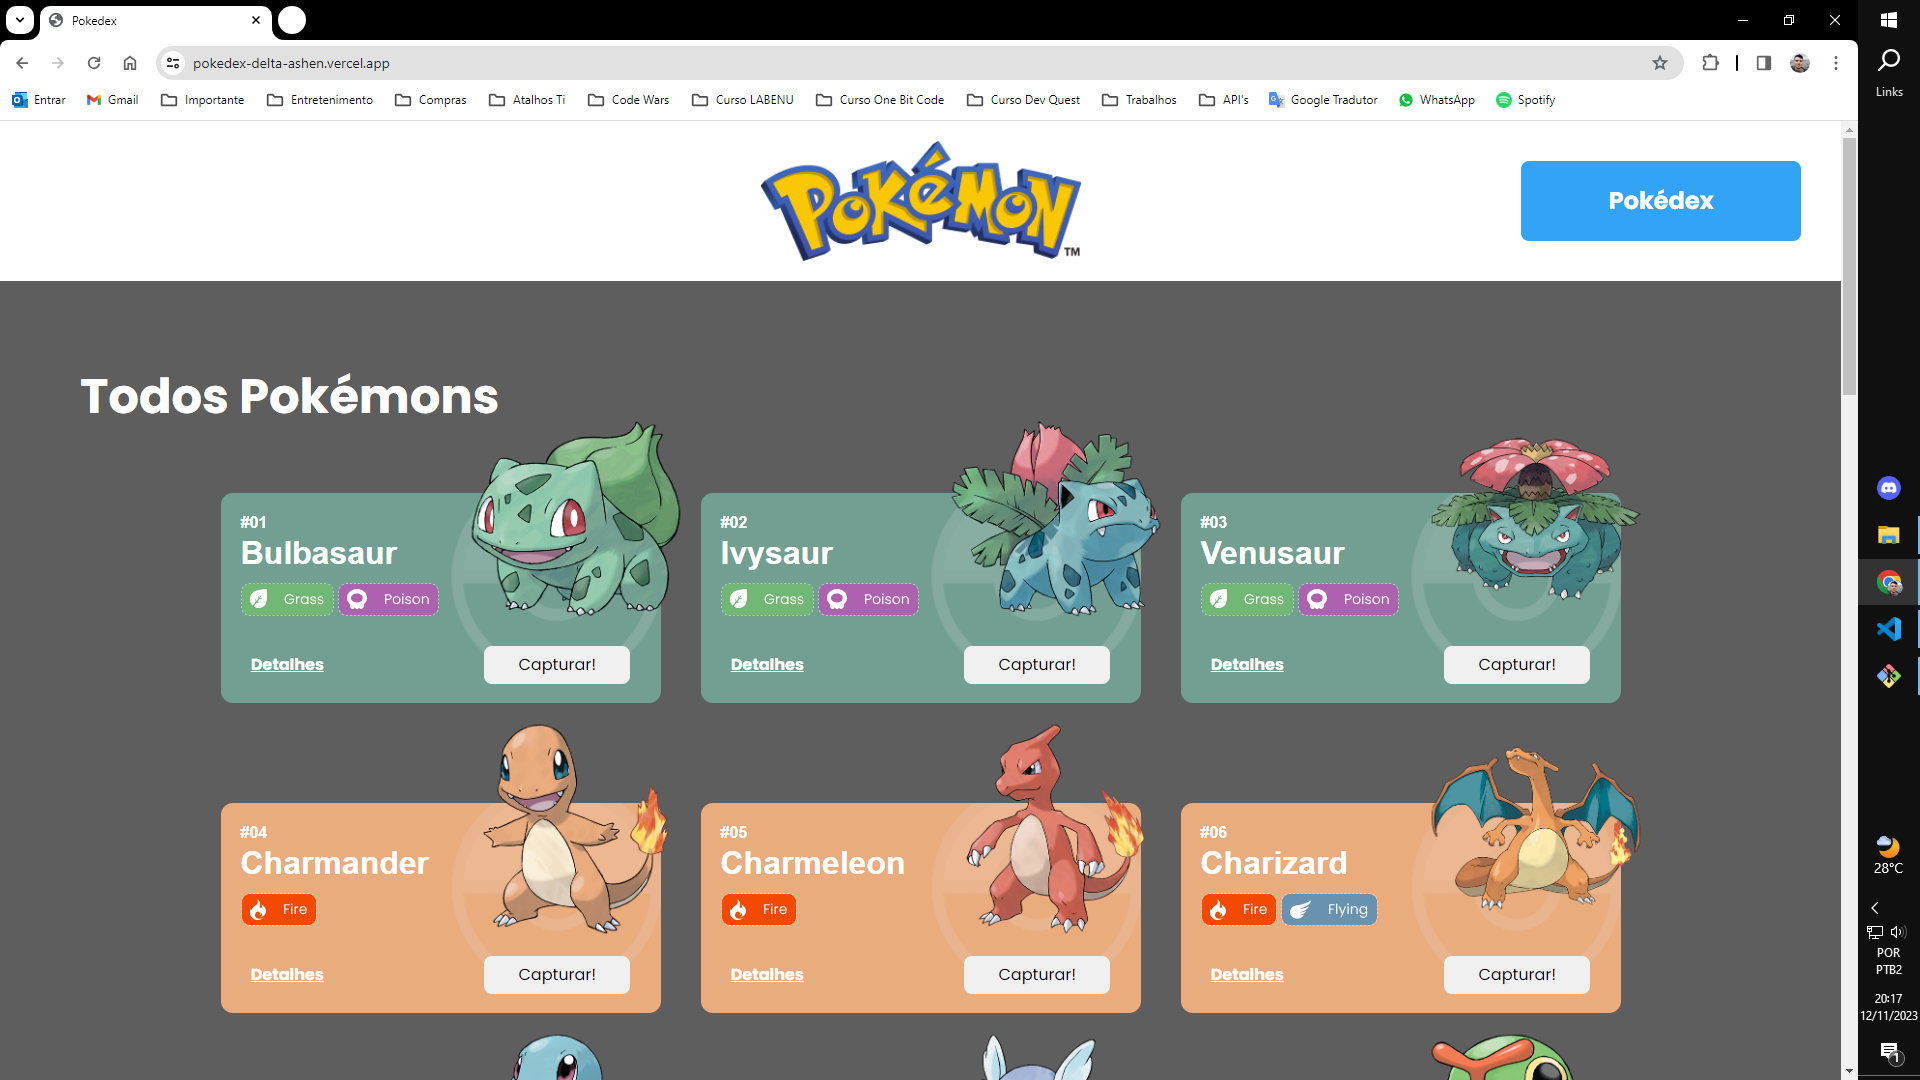 Pokedex
pokedex-delta-ashen.vercel.app
Entrar Gmail Importante Entretenimento Compras Atalhos Ti Code Wars Curso LABENU Curso One Bit Code Curso Dev Quest Trabalhos API's Google Tradutor WhatsApp Spotify
Links
POKéMON TM
Pokédex
Todos Pokémons
#01
Bulbasaur
Grass Poison
Detalhes Capturar!
#02
Ivysaur
Grass Poison
Detalhes Capturar!
#03
Venusaur
Grass Poison
Detalhes Capturar!
#04
Charmander
Fire
Detalhes Capturar!
#05
Charmeleon
Fire
Detalhes Capturar!
#06
Charizard
Fire Flying
Detalhes Capturar!
28°C
POR
PTB2
20:17
12/11/2023
1